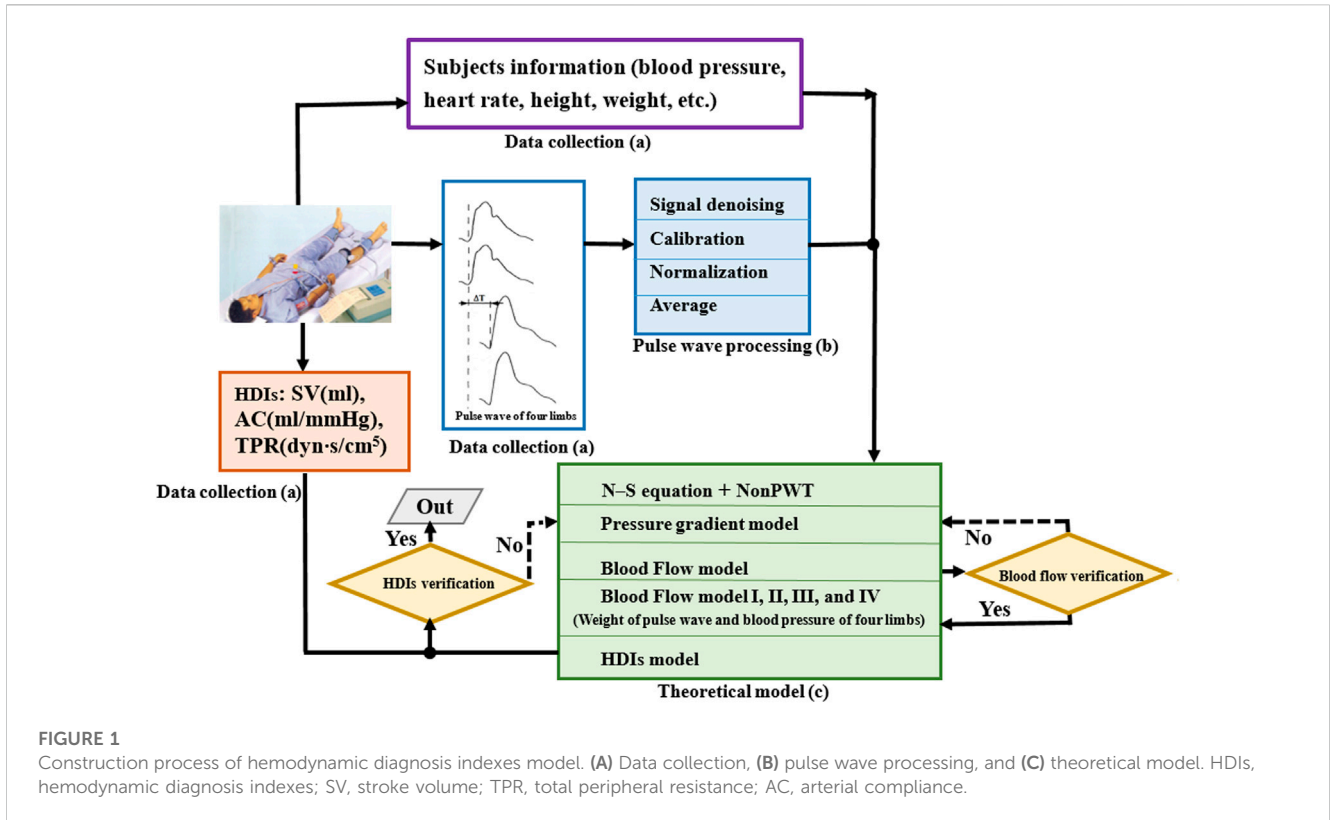 Subjects information (blood pressure,
heart rate, height, weight, etc.)
Data collection (a)
Signal denoising
Calibration
Normalization
Average
Pulse wave processing (b)
ΔT
Pulse wave of four limbs
Data collection (a)
HDIs: SV(ml),
AC(ml/mmHg),
TPR(dyn·s/cm⁵)
Data collection (a)
Out
Yes
No
HDIs verification
N–S equation + NonPWT
Pressure gradient model
Blood Flow model
Blood Flow model I, II, III, and IV
(Weight of pulse wave and blood pressure of four limbs)
HDIs model
Theoretical model (c)
No
Blood flow verification
Yes
FIGURE 1
Construction process of hemodynamic diagnosis indexes model. (A) Data collection, (B) pulse wave processing, and (C) theoretical model. HDIs,
hemodynamic diagnosis indexes; SV, stroke volume; TPR, total peripheral resistance; AC, arterial compliance.